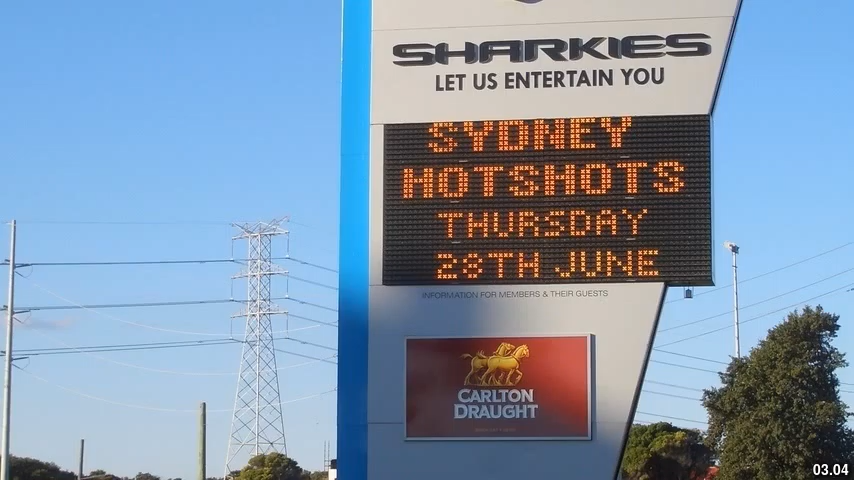 SHARKIES
LET US ENTERTAIN YOU
SYDNEY
HOTSHOTS
THURSDAY
28TH JUNE
INFORMATION FOR MEMBERS & THEIR GUESTS
CARLTON
DRAUGHT
03.04